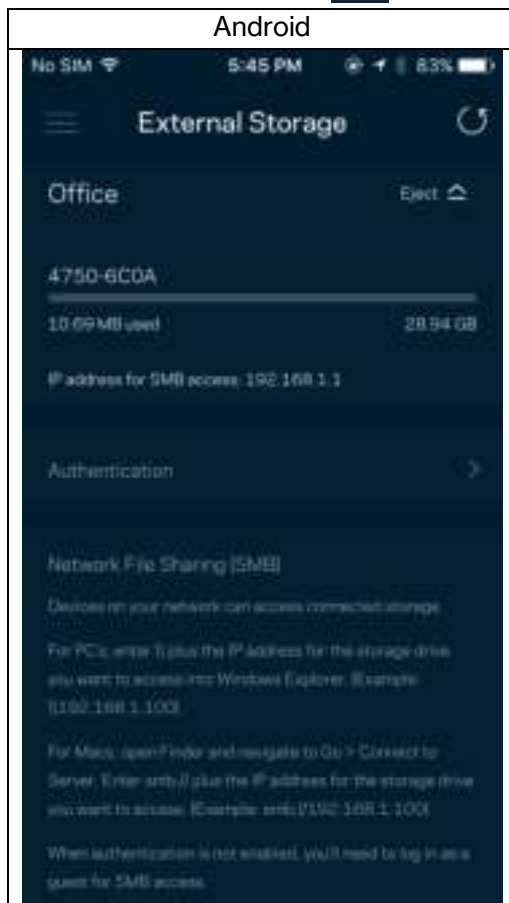 Android
No SIM 5:45 PM 83%
External Storage
Office Eject
4750-6C0A
10.69 MB used 28.94 GB
IP address for SMB access: 192.168.1.1
Authentication >
Network File Sharing (SMB)
Devices on your network can access connected storage.
For PC's, enter \\ plus the IP address for the storage drive
you want to access into Windows Explorer. (Example:
\\192.168.1.100)
For Macs, open Finder and navigate to Go > Connect to
Server. Enter smb:// plus the IP address for the storage drive
you want to access. (Example: smb://192.168.1.100)
When authentication is not enabled, you'll need to log in as a
guest for SMB access.